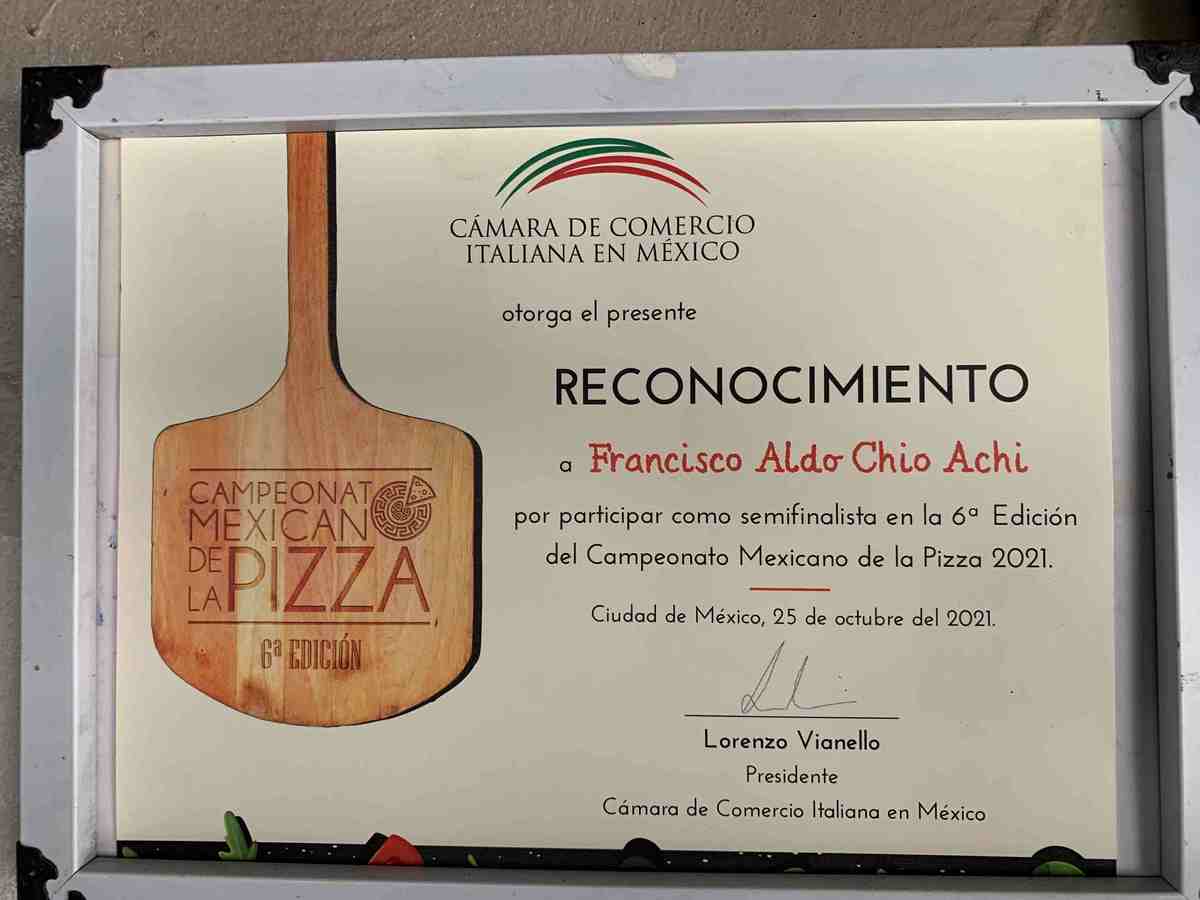 CÁMARA DE COMERCIO
ITALIANA EN MÉXICO
otorga el presente
RECONOCIMIENTO
a Francisco Aldo Chio Achi
por participar como semifinalista en la 6ª Edición
del Campeonato Mexicano de la Pizza 2021.
Ciudad de México, 25 de octubre del 2021.
Lorenzo Vianello
Presidente
Cámara de Comercio Italiana en México
CAMPEONATO
MEXICANO
DE
LA PIZZA
6ª EDICIÓN